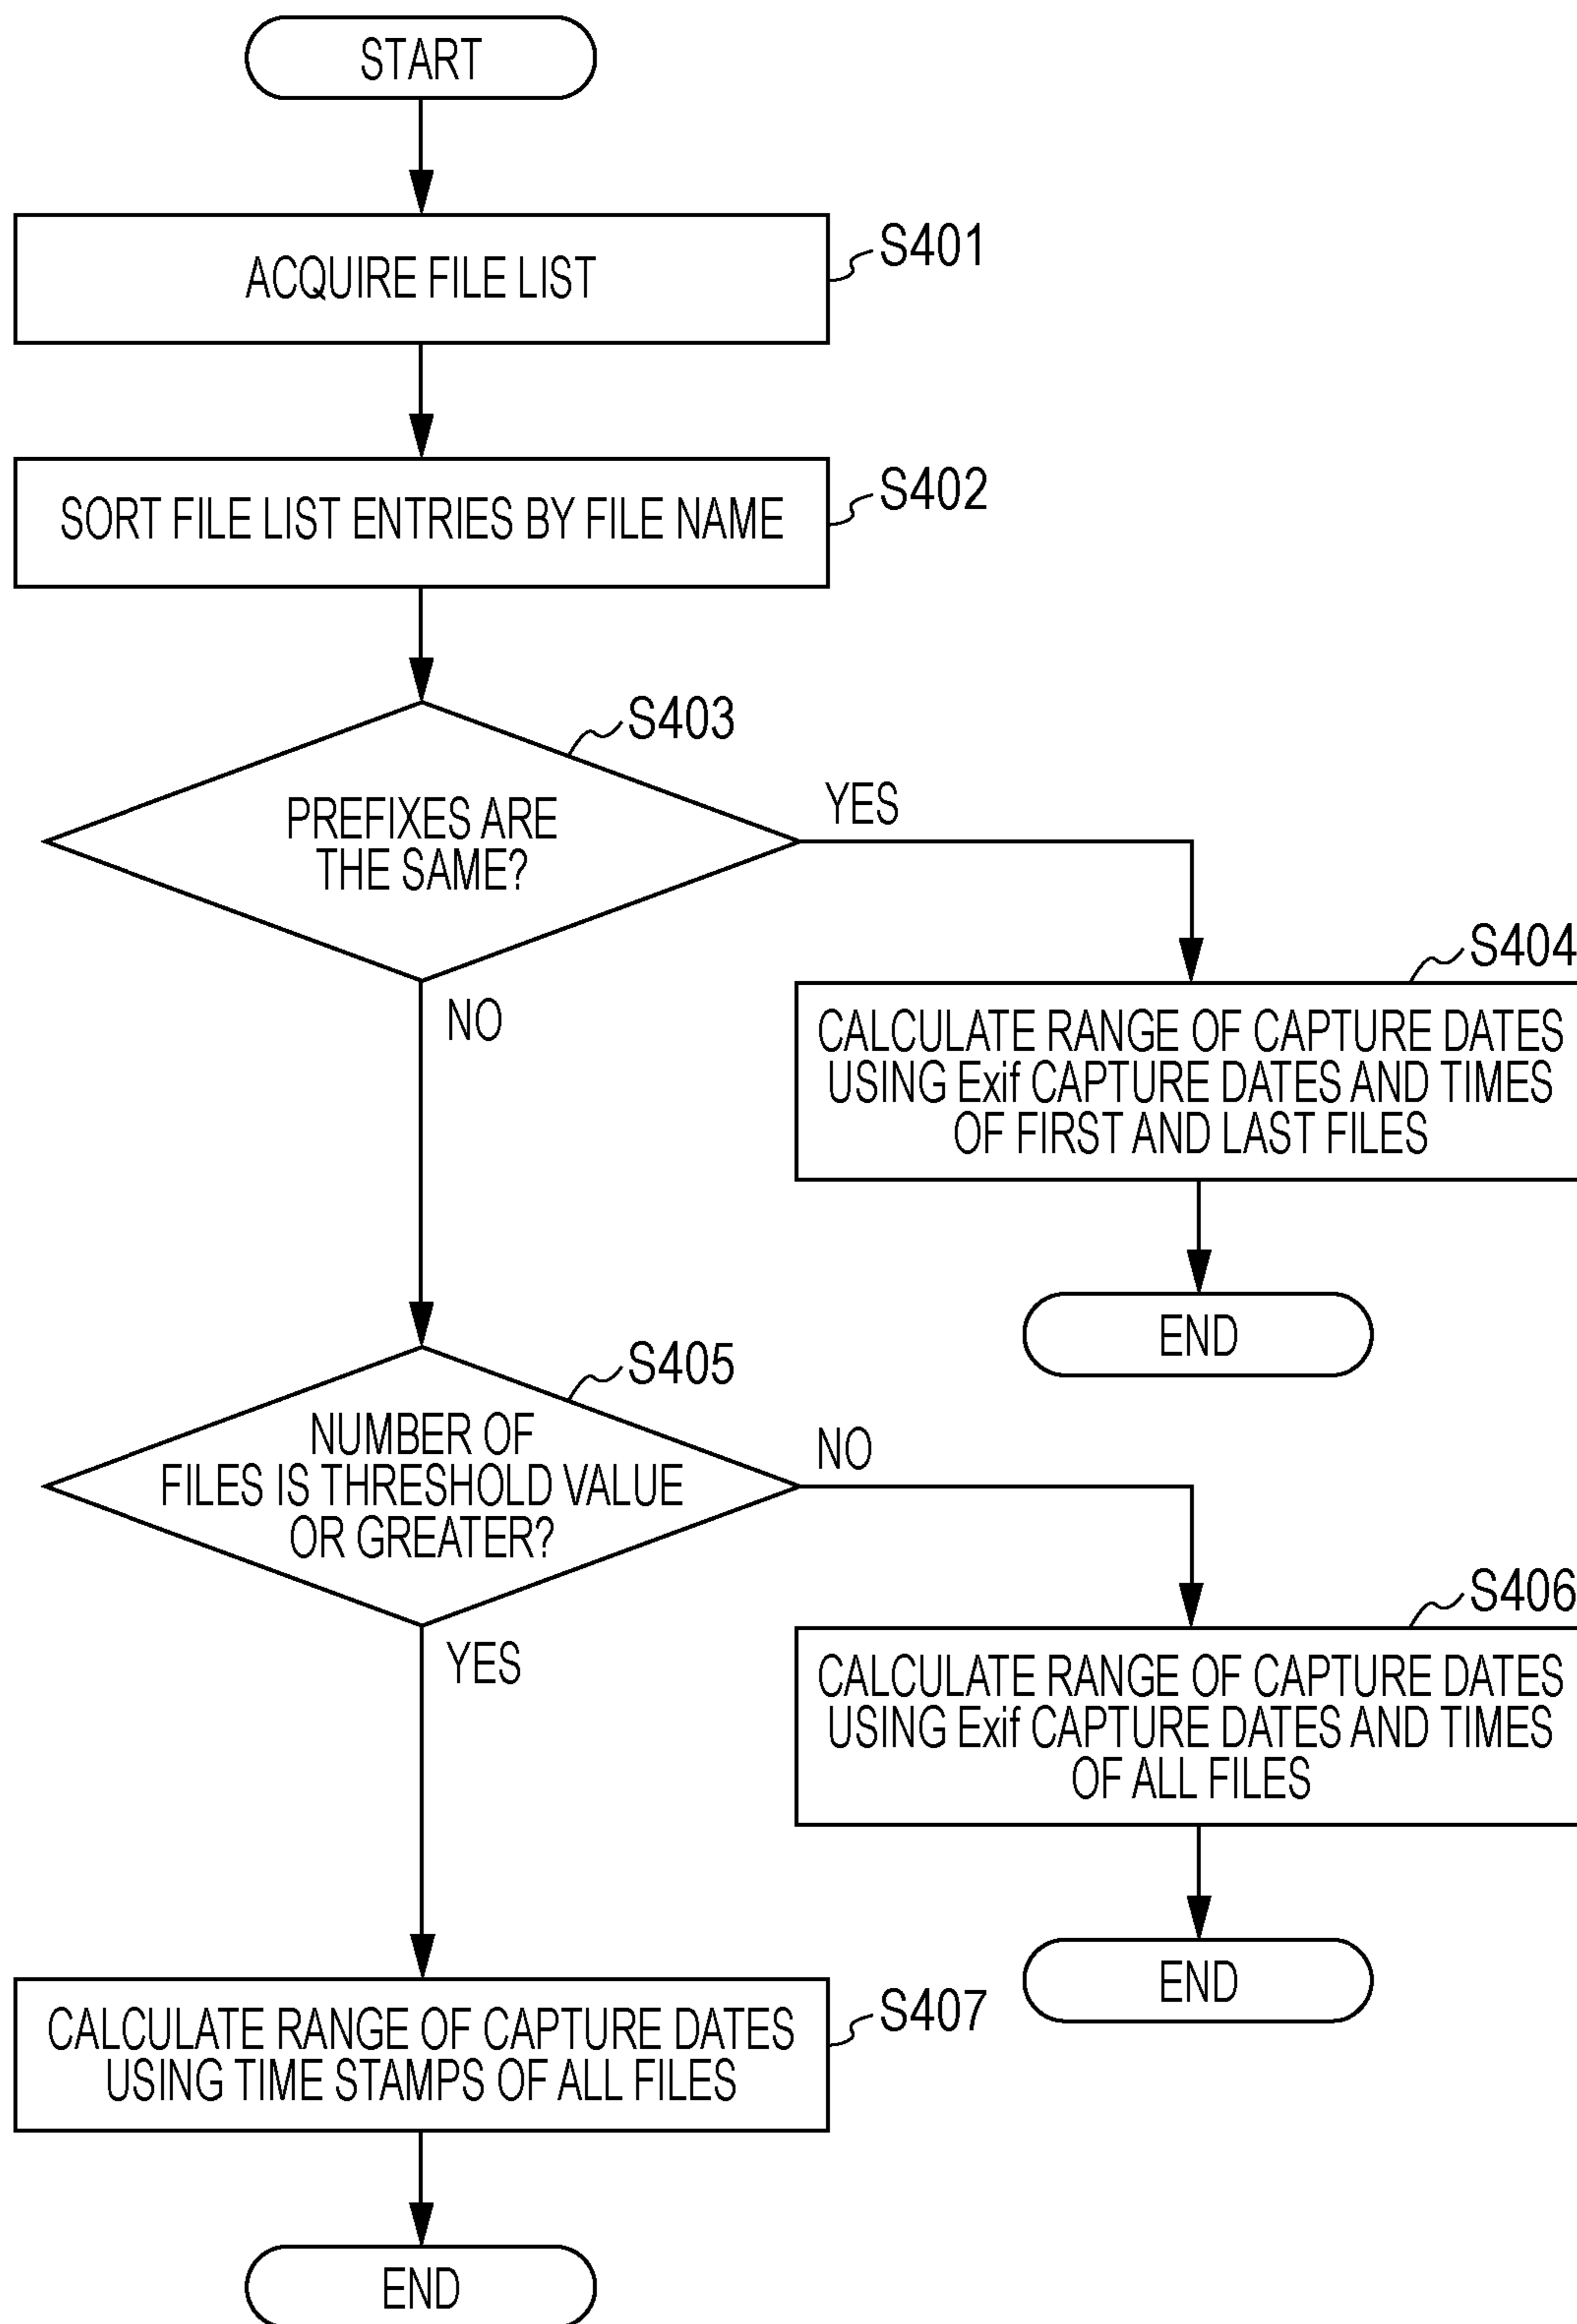 START
ACQUIRE FILE LIST
S401
SORT FILE LIST ENTRIES BY FILE NAME
S402
S403
PREFIXES ARE
THE SAME?
YES
NO
S404
CALCULATE RANGE OF CAPTURE DATES
USING Exif CAPTURE DATES AND TIMES
OF FIRST AND LAST FILES
END
S405
NUMBER OF
FILES IS THRESHOLD VALUE
OR GREATER?
NO
YES
S406
CALCULATE RANGE OF CAPTURE DATES
USING Exif CAPTURE DATES AND TIMES
OF ALL FILES
END
CALCULATE RANGE OF CAPTURE DATES
USING TIME STAMPS OF ALL FILES
S407
END